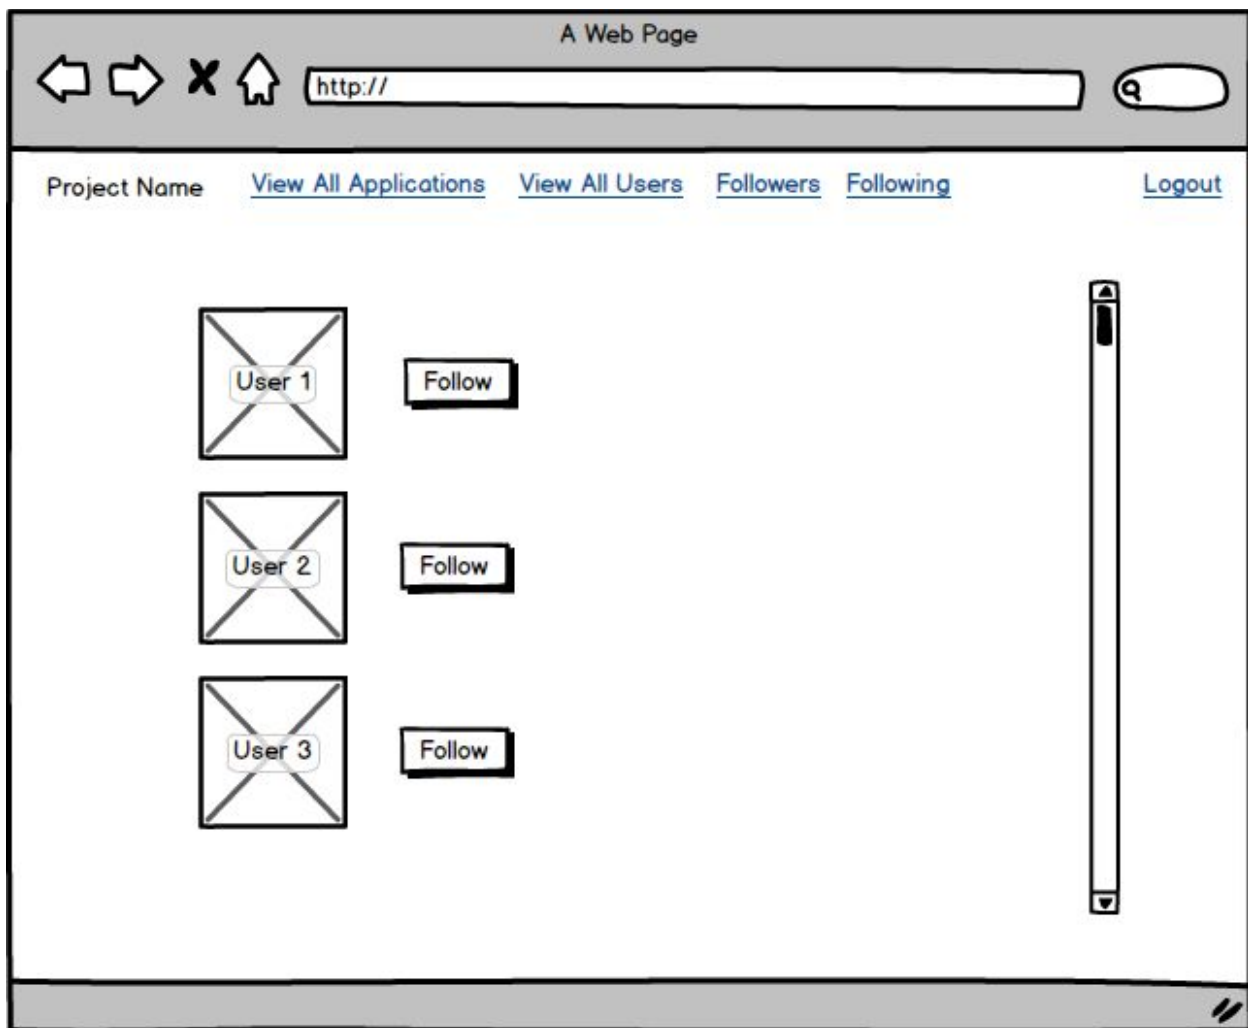 A Web Page
http://
Project Name View All Applications View All Users Followers Following Logout
User 1 Follow
User 2 Follow
User 3 Follow